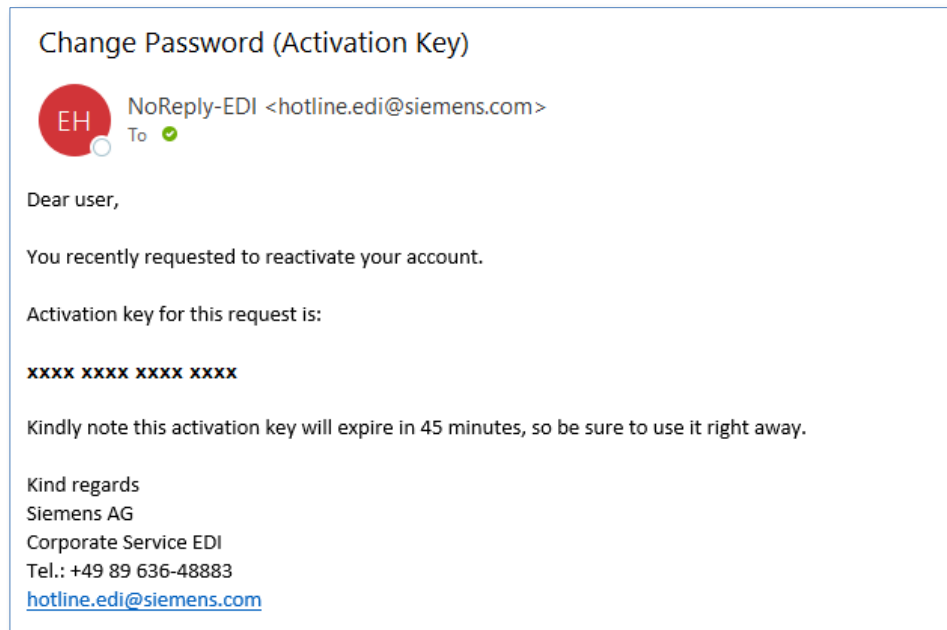 Change Password (Activation Key)
EH
NoReply-EDI <hotline.edi@siemens.com>
To
Dear user,
You recently requested to reactivate your account.
Activation key for this request is:
xxxx xxxx xxxx xxxx
Kindly note this activation key will expire in 45 minutes, so be sure to use it right away.
Kind regards
Siemens AG
Corporate Service EDI
Tel.: +49 89 636-48883
hotline.edi@siemens.com